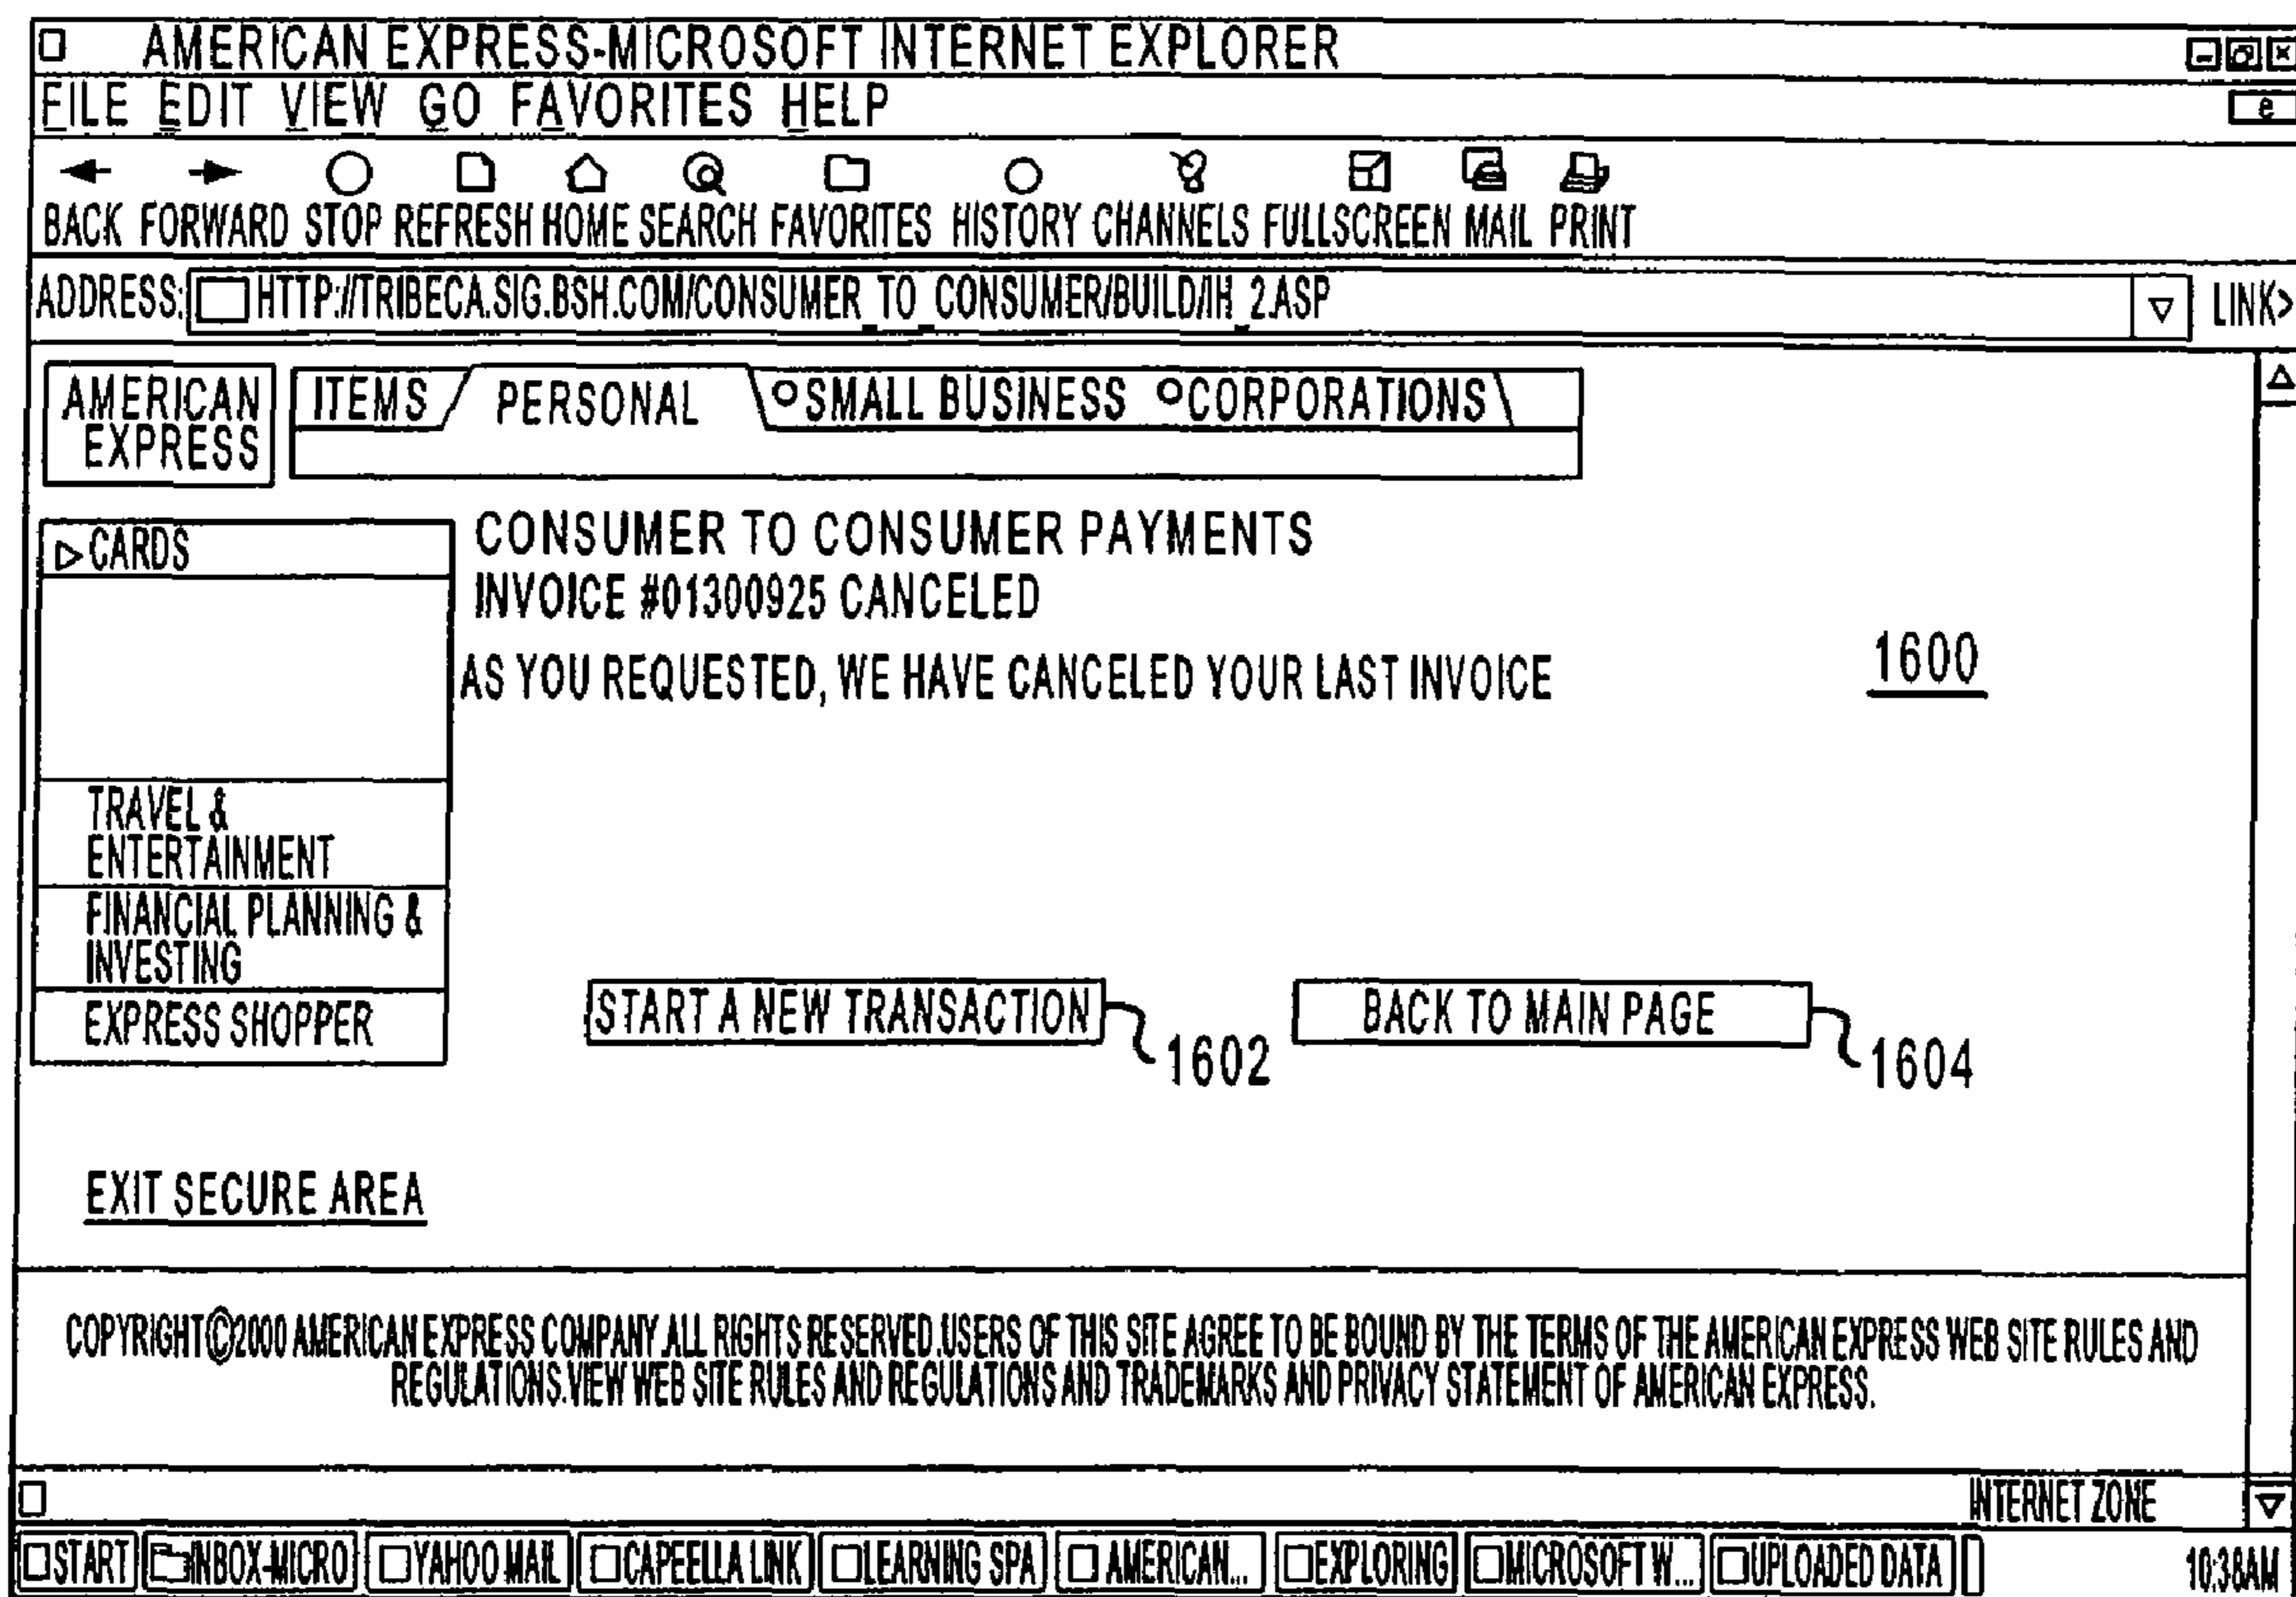 AMERICAN EXPRESS-MICROSOFT INTERNET EXPLORER
FILE EDIT VIEW GO FAVORITES HELP
e
BACK FORWARD STOP REFRESH HOME SEARCH FAVORITES HISTORY CHANNELS FULLSCREEN MAIL PRINT
ADDRESS: HTTP://TRIBECA.SIG.BSH.COM/CONSUMER_TO_CONSUMER/BUILD/IH_2.ASP LINK>
AMERICAN
EXPRESS
ITEMS PERSONAL SMALL BUSINESS CORPORATIONS
CARDS
TRAVEL &
ENTERTAINMENT
FINANCIAL PLANNING &
INVESTING
EXPRESS SHOPPER
CONSUMER TO CONSUMER PAYMENTS
INVOICE #01300925 CANCELED
AS YOU REQUESTED, WE HAVE CANCELED YOUR LAST INVOICE
1600
START A NEW TRANSACTION
1602
BACK TO MAIN PAGE
1604
EXIT SECURE AREA
COPYRIGHT©2000 AMERICAN EXPRESS COMPANY.ALL RIGHTS RESERVED.USERS OF THIS SITE AGREE TO BE BOUND BY THE TERMS OF THE AMERICAN EXPRESS WEB SITE RULES AND
REGULATIONS.VIEW WEB SITE RULES AND REGULATIONS AND TRADEMARKS AND PRIVACY STATEMENT OF AMERICAN EXPRESS.
INTERNET ZONE
START INBOX-MICRO YAHOO MAIL CAPEELLA LINK LEARNING SPA AMERICAN... EXPLORING MICROSOFT W... UPLOADED DATA 10:38AM